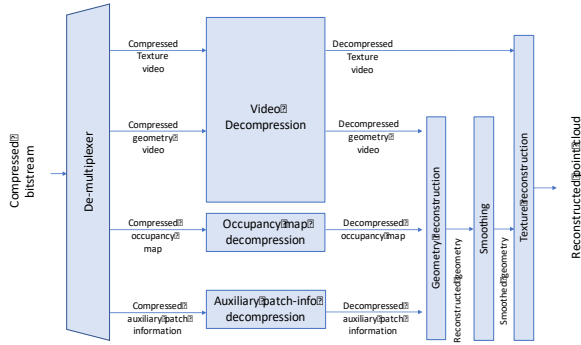 Compressed
bitstream
De-multiplexer
Compressed
Texture
video
Compressed
geometry
video
Compressed
occupancy
map
Compressed
auxiliary patch
information
Video
Decompression
Occupancy map
decompression
Auxiliary patch-info
decompression
Decompressed
Texture
video
Decompressed
geometry
video
Decompressed
occupancy map
Decompressed
auxiliary patch
information
Geometry reconstruction
Reconstructed geometry
Smoothing
Smoothed geometry
Texture reconstruction
Reconstructed point cloud